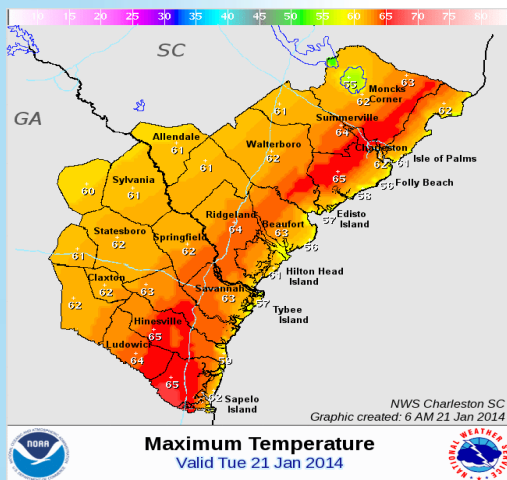 10 15 20 25 30 35 40 45 50 55 60 65 70 75 80
SC
GA
63
55
Moncks
Corner
62
62
61
Summerville
64
Allendale
61
Walterboro
62
Charleston
62
61
Isle of Palms
61
65
56
Folly Beach
58
60
Sylvania
61
Ridgeland
64
57
Edisto
Island
Statesboro
62
Springfield
62
Beaufort
63
56
61
61
Hilton Head
Island
Claxton
62
63
Savannah
63
62
57
Tybee
Island
Hinesville
65
Ludowici
64
59
65
62
Sapelo
Island
NWS Charleston SC
Graphic created: 6 AM 21 Jan 2014
NOAA
Maximum Temperature
Valid Tue 21 Jan 2014
NATIONAL WEATHER SERVICE